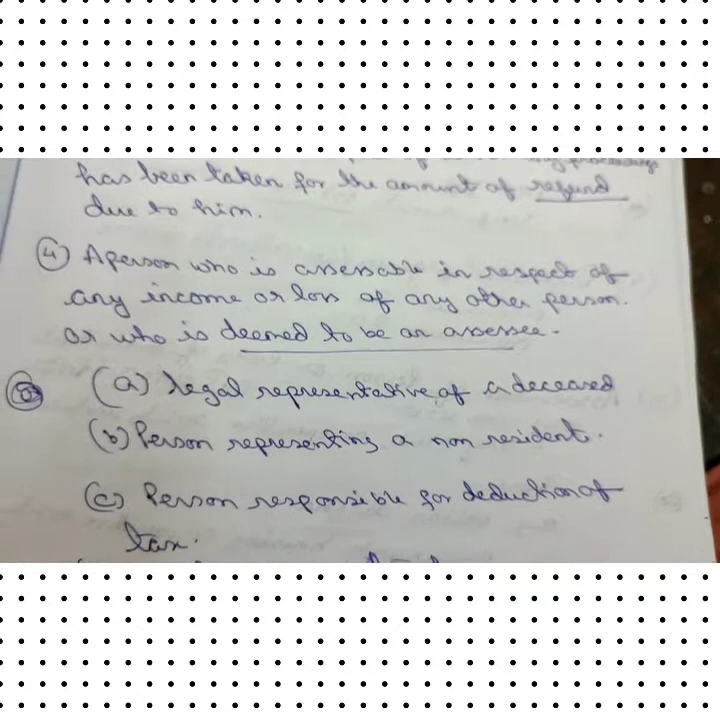 has been taken for the amount of refund
due to him.
(4) A person who is assessable in respect of
any income or loss of any other person.
or who is deemed to be an assessee.
(a) legal representative of a deceased
(b) Person representing a non resident.
(c) Person responsible for deduction of
tax.